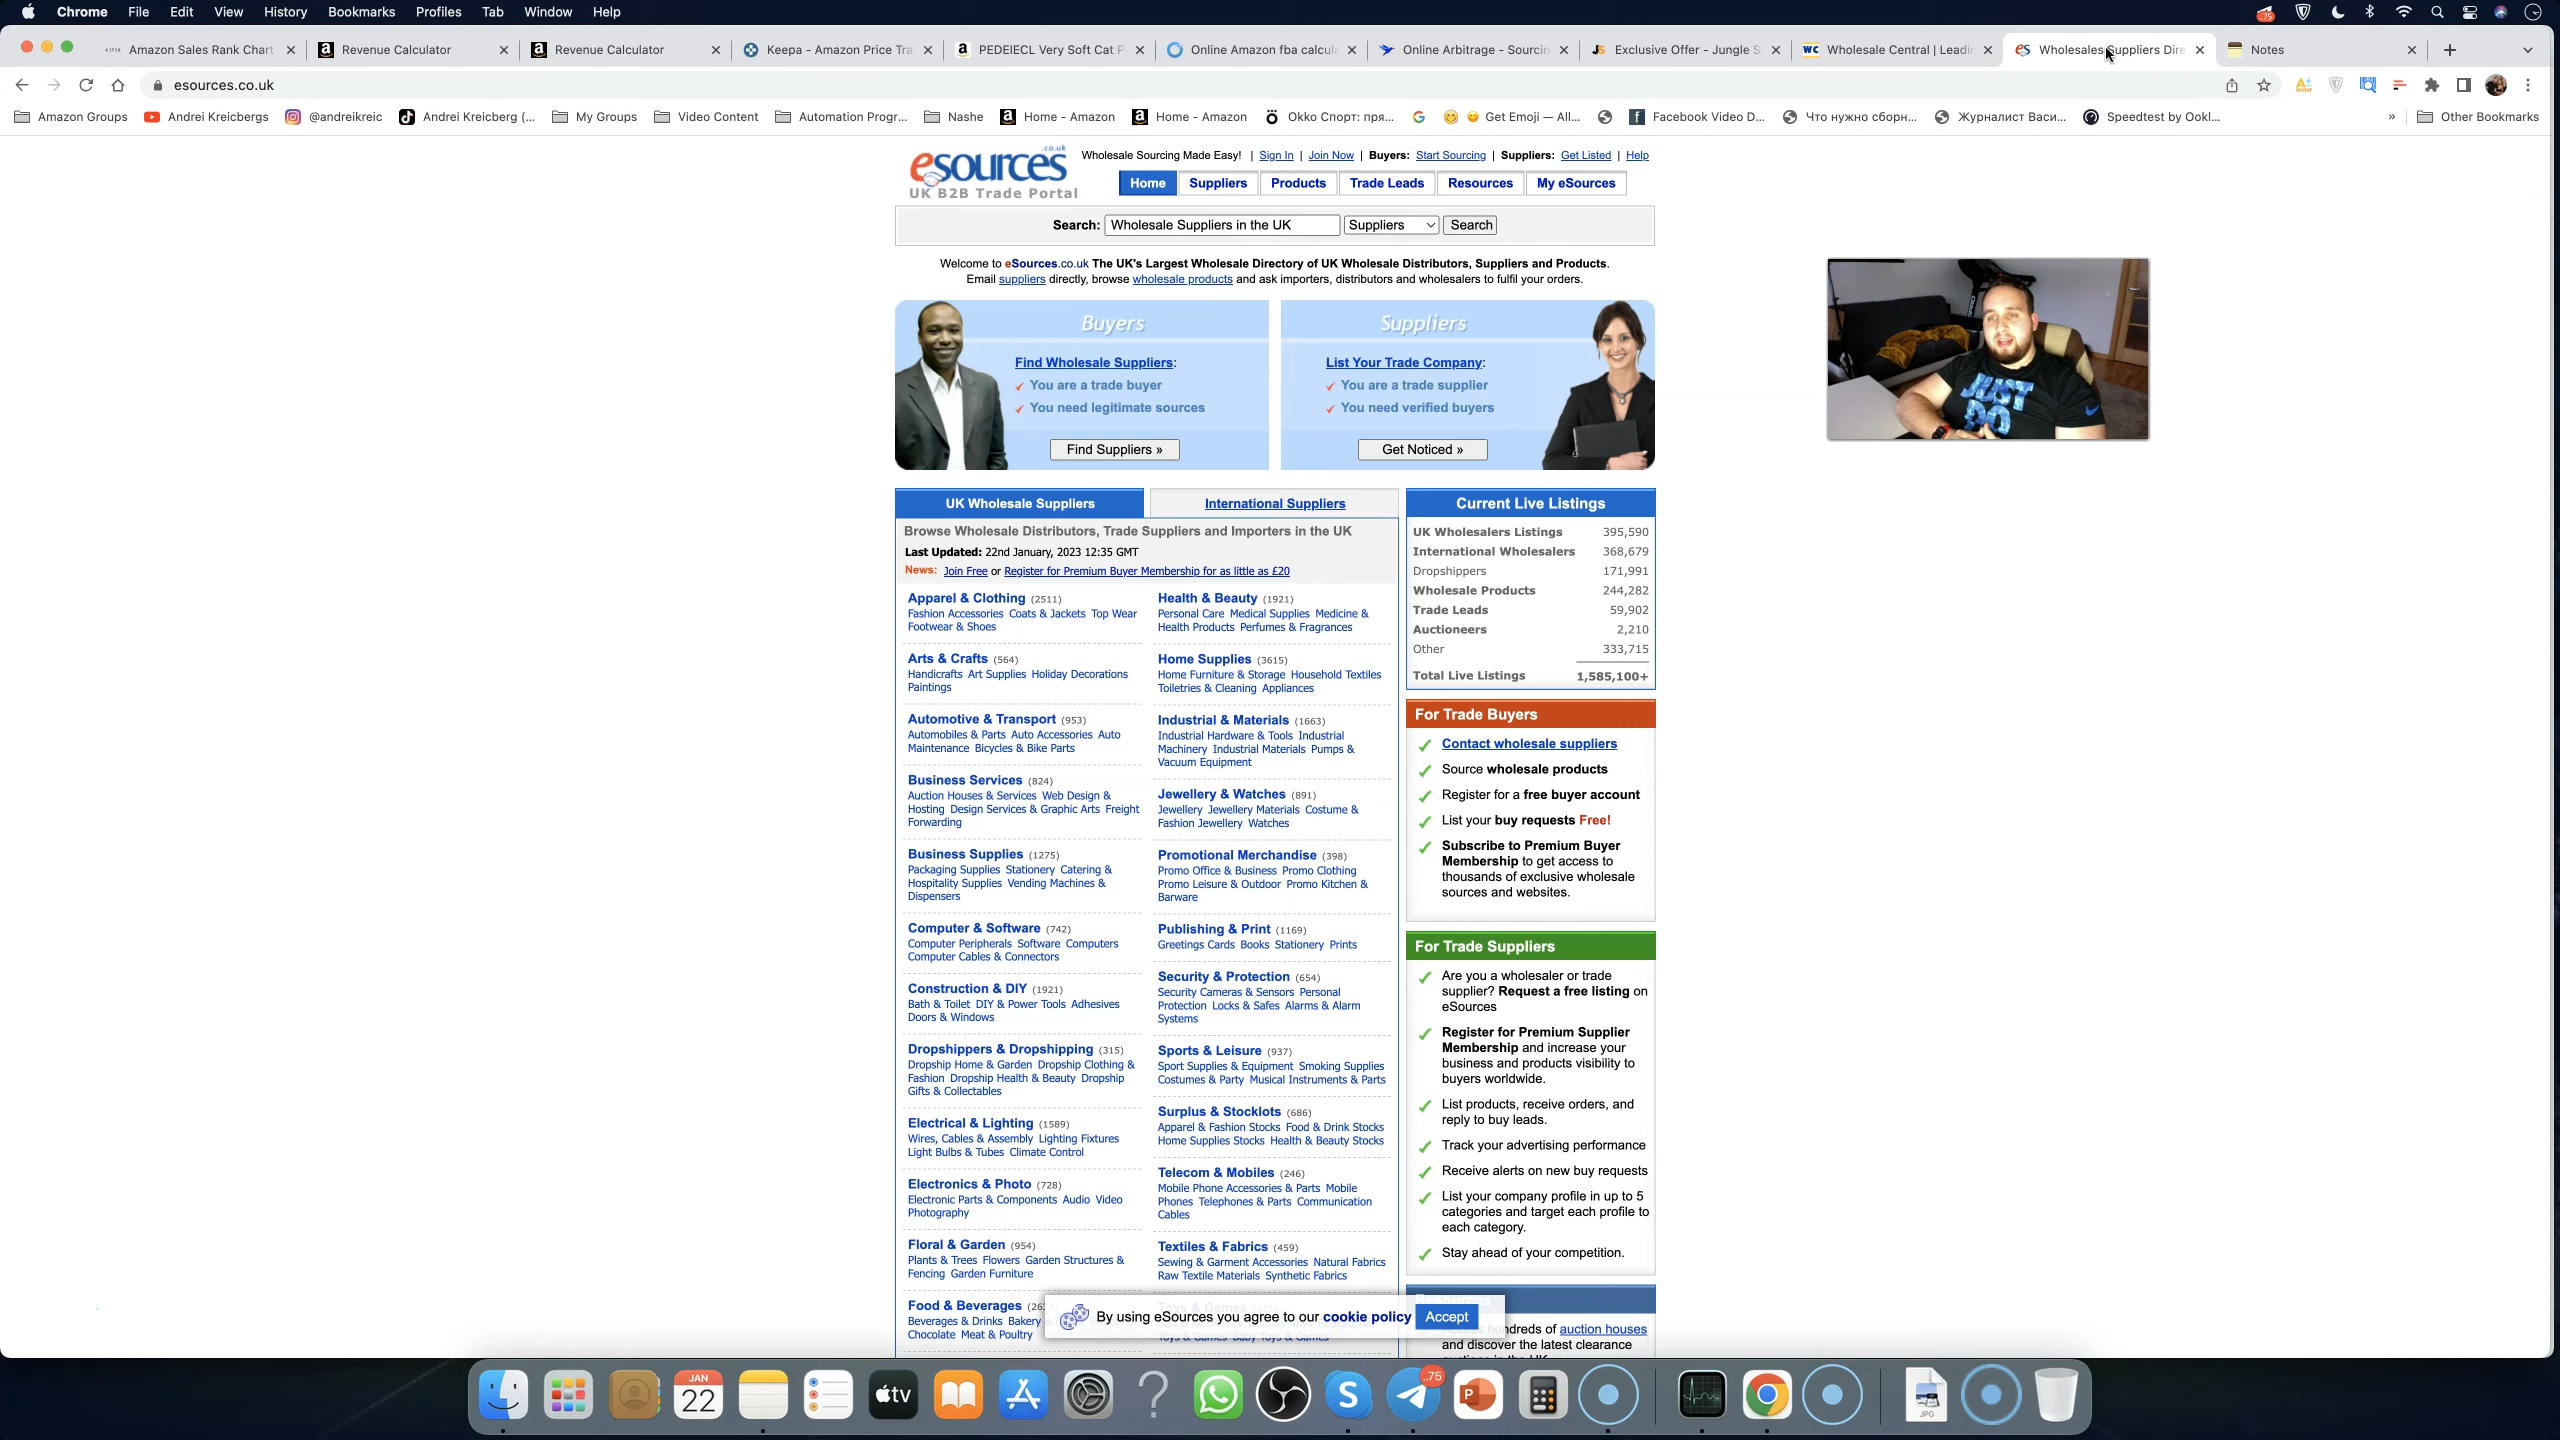 Chrome File Edit View History Bookmarks Profiles Tab Window Help
Amazon Sales Rank Chart
Revenue Calculator
Revenue Calculator
Keepa - Amazon Price Tra
PEDEIECL Very Soft Cat P
Online Amazon fba calcula
Online Arbitrage - Sourcin
Exclusive Offer - Jungle S
Wholesale Central | Leadi
Wholesales Suppliers Dire
Notes
esources.co.uk
Amazon Groups Andrei Kreicbergs @andreikreic Andrei Kreicberg (... My Groups Video Content Automation Progr... Nashe Home - Amazon Home - Amazon Okko Спорт: пря... Get Emoji — All... Facebook Video D... Что нужно сборн... Журналист Васи... Speedtest by Ookl... » Other Bookmarks
esources .co.uk
UK B2B Trade Portal
Wholesale Sourcing Made Easy! | Sign In | Join Now | Buyers: Start Sourcing | Suppliers: Get Listed | Help
Home Suppliers Products Trade Leads Resources My eSources
Search: Wholesale Suppliers in the UK Suppliers Search
Welcome to eSources.co.uk The UK's Largest Wholesale Directory of UK Wholesale Distributors, Suppliers and Products.
Email suppliers directly, browse wholesale products and ask importers, distributors and wholesalers to fulfil your orders.
Buyers
Find Wholesale Suppliers:
✓ You are a trade buyer
✓ You need legitimate sources
Find Suppliers »
Suppliers
List Your Trade Company:
✓ You are a trade supplier
✓ You need verified buyers
Get Noticed »
JUST
DO
UK Wholesale Suppliers International Suppliers
Browse Wholesale Distributors, Trade Suppliers and Importers in the UK
Last Updated: 22nd January, 2023 12:35 GMT
News: Join Free or Register for Premium Buyer Membership for as little as £20
Apparel & Clothing (2511)
Fashion Accessories Coats & Jackets Top Wear
Footwear & Shoes
Arts & Crafts (564)
Handicrafts Art Supplies Holiday Decorations
Paintings
Automotive & Transport (953)
Automobiles & Parts Auto Accessories Auto
Maintenance Bicycles & Bike Parts
Business Services (824)
Auction Houses & Services Web Design &
Hosting Design Services & Graphic Arts Freight
Forwarding
Business Supplies (1275)
Packaging Supplies Stationery Catering &
Hospitality Supplies Vending Machines &
Dispensers
Computer & Software (742)
Computer Peripherals Software Computers
Computer Cables & Connectors
Construction & DIY (1921)
Bath & Toilet DIY & Power Tools Adhesives
Doors & Windows
Dropshippers & Dropshipping (315)
Dropship Home & Garden Dropship Clothing &
Fashion Dropship Health & Beauty Dropship
Gifts & Collectables
Electrical & Lighting (1589)
Wires, Cables & Assembly Lighting Fixtures
Light Bulbs & Tubes Climate Control
Electronics & Photo (728)
Electronic Parts & Components Audio Video
Photography
Floral & Garden (954)
Plants & Trees Flowers Garden Structures &
Fencing Garden Furniture
Food & Beverages
Beverages & Drinks Bakery
Chocolate Meat & Poultry
Health & Beauty (1921)
Personal Care Medical Supplies Medicine &
Health Products Perfumes & Fragrances
Home Supplies (3615)
Home Furniture & Storage Household Textiles
Toiletries & Cleaning Appliances
Industrial & Materials (1663)
Industrial Hardware & Tools Industrial
Machinery Industrial Materials Pumps &
Vacuum Equipment
Jewellery & Watches (891)
Jewellery Jewellery Materials Costume &
Fashion Jewellery Watches
Promotional Merchandise (398)
Promo Office & Business Promo Clothing
Promo Leisure & Outdoor Promo Kitchen &
Barware
Publishing & Print (1169)
Greetings Cards Books Stationery Prints
Security & Protection (654)
Security Cameras & Sensors Personal
Protection Locks & Safes Alarms & Alarm
Systems
Sports & Leisure (937)
Sport Supplies & Equipment Smoking Supplies
Costumes & Party Musical Instruments & Parts
Surplus & Stocklots (686)
Apparel & Fashion Stocks Food & Drink Stocks
Home Supplies Stocks Health & Beauty Stocks
Telecom & Mobiles (246)
Mobile Phone Accessories & Parts Mobile
Phones Telephones & Parts Communication
Cables
Textiles & Fabrics (459)
Sewing & Garment Accessories Natural Fabrics
Raw Textile Materials Synthetic Fabrics
Toys & Games
Toys & Games Baby Toys & Games
Current Live Listings
UK Wholesalers Listings 395,590
International Wholesalers 368,679
Dropshippers 171,991
Wholesale Products 244,282
Trade Leads 59,902
Auctioneers 2,210
Other 333,715
Total Live Listings 1,585,100+
For Trade Buyers
Contact wholesale suppliers
Source wholesale products
Register for a free buyer account
List your buy requests Free!
Subscribe to Premium Buyer
Membership to get access to
thousands of exclusive wholesale
sources and websites.
For Trade Suppliers
Are you a wholesaler or trade
supplier? Request a free listing on
eSources
Register for Premium Supplier
Membership and increase your
business and products visibility to
buyers worldwide.
List products, receive orders, and
reply to buy leads.
Track your advertising performance
Receive alerts on new buy requests
List your company profile in up to 5
categories and target each profile to
each category.
Stay ahead of your competition.
Resources
hundreds of auction houses
and discover the latest clearance
By using eSources you agree to our cookie policy Accept
JAN
22
tv
75
JPG